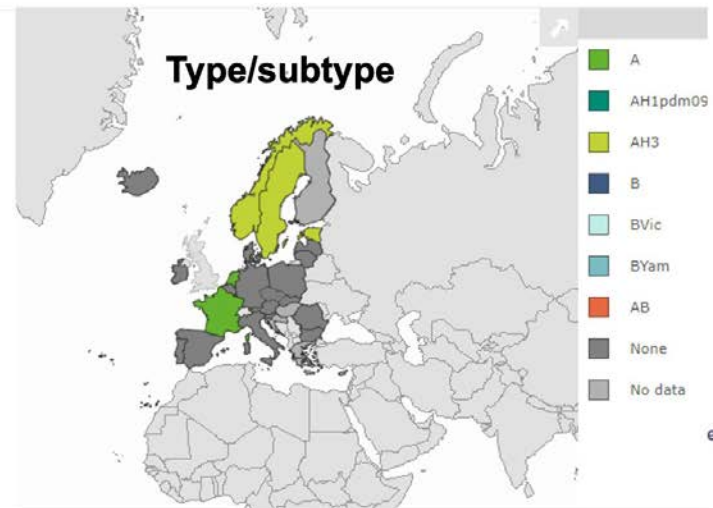 Type/subtype
A
AH1pdm09
AH3
B
BVic
BYam
AB
None
No data
e